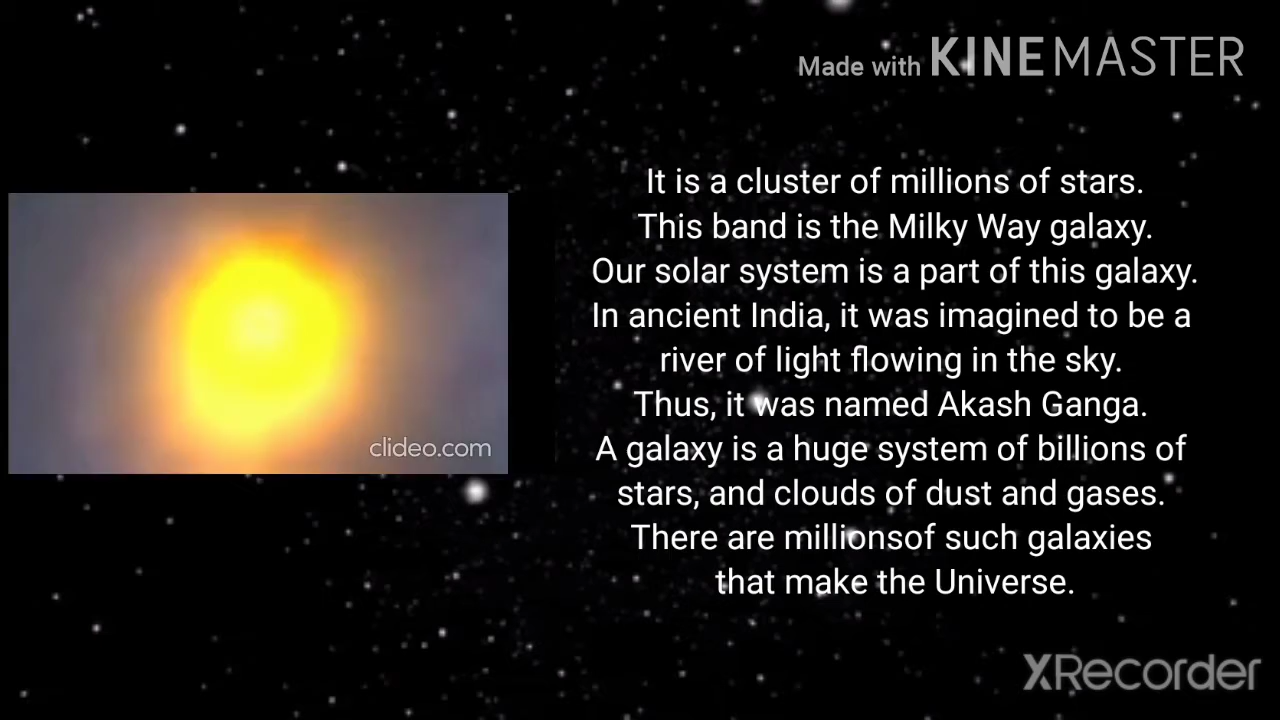 Made with KINEMASTER
It is a cluster of millions of stars.
This band is the Milky Way galaxy.
Our solar system is a part of this galaxy.
In ancient India, it was imagined to be a
river of light flowing in the sky.
Thus, it was named Akash Ganga.
A galaxy is a huge system of billions of
stars, and clouds of dust and gases.
There are millionsof such galaxies
that make the Universe.
clideo.com
XRecorder